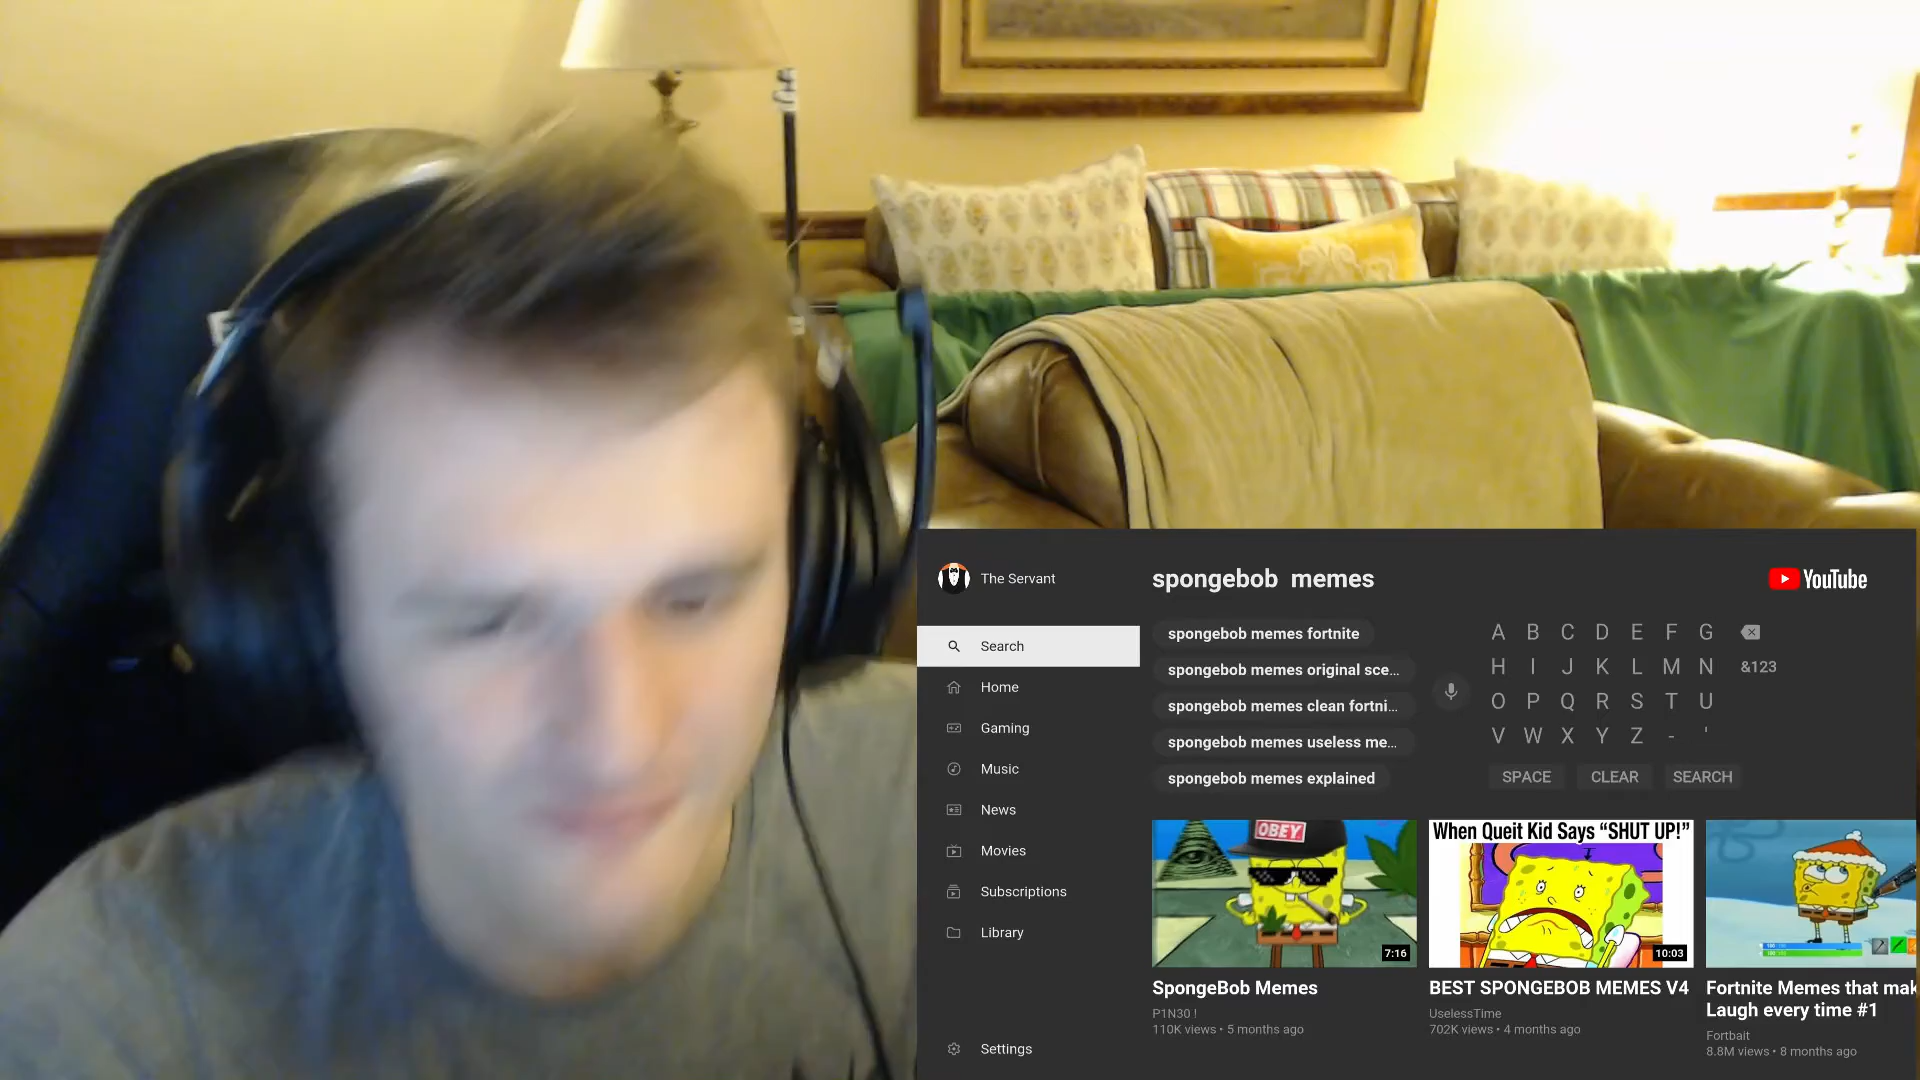 The Servant
spongebob memes
YouTube
Search
Home
Gaming
Music
News
Movies
Subscriptions
Library
Settings
spongebob memes fortnite
spongebob memes original sce...
spongebob memes clean fortni...
spongebob memes useless me...
spongebob memes explained
A B C D E F G
H I J K L M N &123
O P Q R S T U
V W X Y Z - '
SPACE CLEAR SEARCH
OBEY
7:16
SpongeBob Memes
P1N30 !
110K views • 5 months ago
When Queit Kid Says “SHUT UP!”
10:03
BEST SPONGEBOB MEMES V4
UselessTime
702K views • 4 months ago
Fortnite Memes that mak
Laugh every time #1
Fortbait
8.8M views • 8 months ago